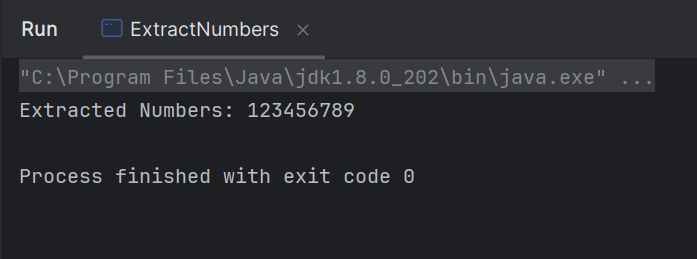 Run ExtractNumbers
"C:\Program Files\Java\jdk1.8.0_202\bin\java.exe" ...
Extracted Numbers: 123456789
Process finished with exit code 0